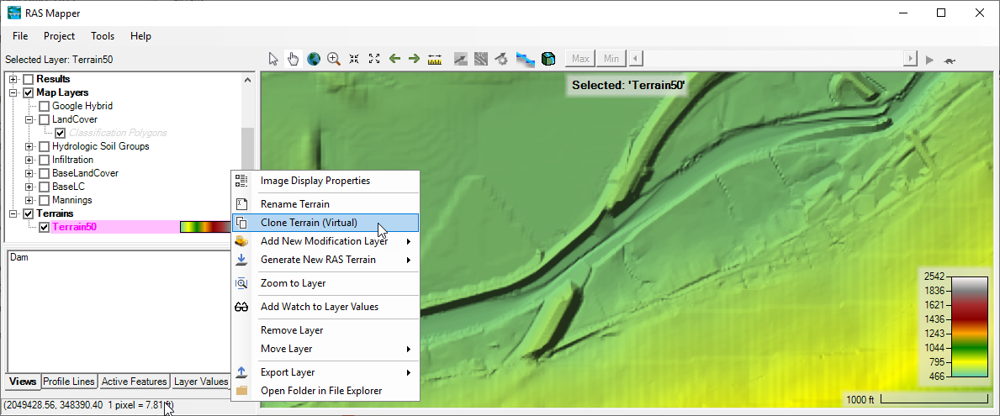 RAS Mapper
File Project Tools Help
Selected Layer: Terrain50
Max Min
Results
Map Layers
Google Hybrid
LandCover
Classification Polygons
Hydrologic Soil Groups
Infiltration
BaseLandCover
BaseLC
Mannings
Terrains
Terrain50
Dam
Views Profile Lines Active Features Layer Values
(2049428.56, 348390.40 1 pixel = 7.81 ft)
Image Display Properties
Rename Terrain
Clone Terrain (Virtual)
Add New Modification Layer
Generate New RAS Terrain
Zoom to Layer
Add Watch to Layer Values
Remove Layer
Move Layer
Export Layer
Open Folder in File Explorer
Selected: 'Terrain50'
2542
1836
1621
1436
1243
1044
795
466
1000 ft